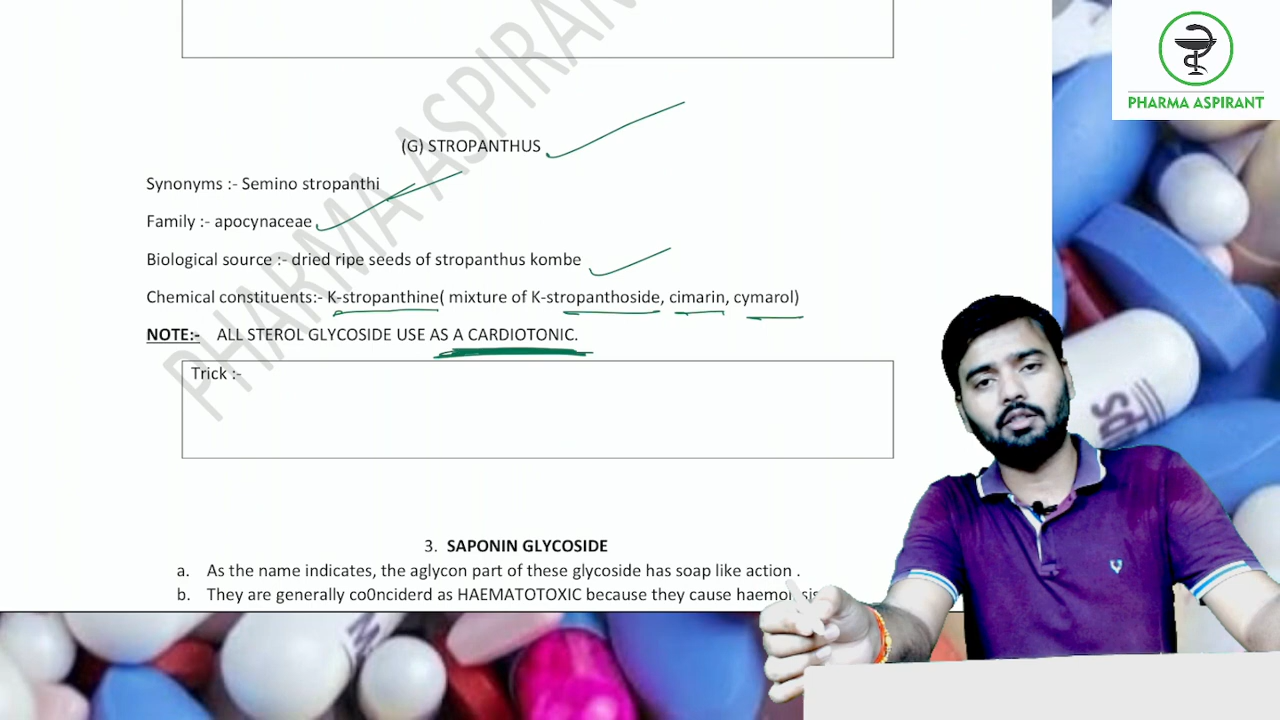 PHARMA ASPIRANT
PHARMA ASPIRAN
(G) STROPANTHUS
Synonyms :- Semino stropanthi
Family :- apocynaceae
Biological source :- dried ripe seeds of stropanthus kombe
Chemical constituents:- K-stropanthine( mixture of K-stropanthoside, cimarin, cymarol)
NOTE:- ALL STEROL GLYCOSIDE USE AS A CARDIOTONIC.
Trick :-
3. SAPONIN GLYCOSIDE
a. As the name indicates, the aglycon part of these glycoside has soap like action .
b. They are generally co0nciderd as HAEMATOTOXIC because they cause